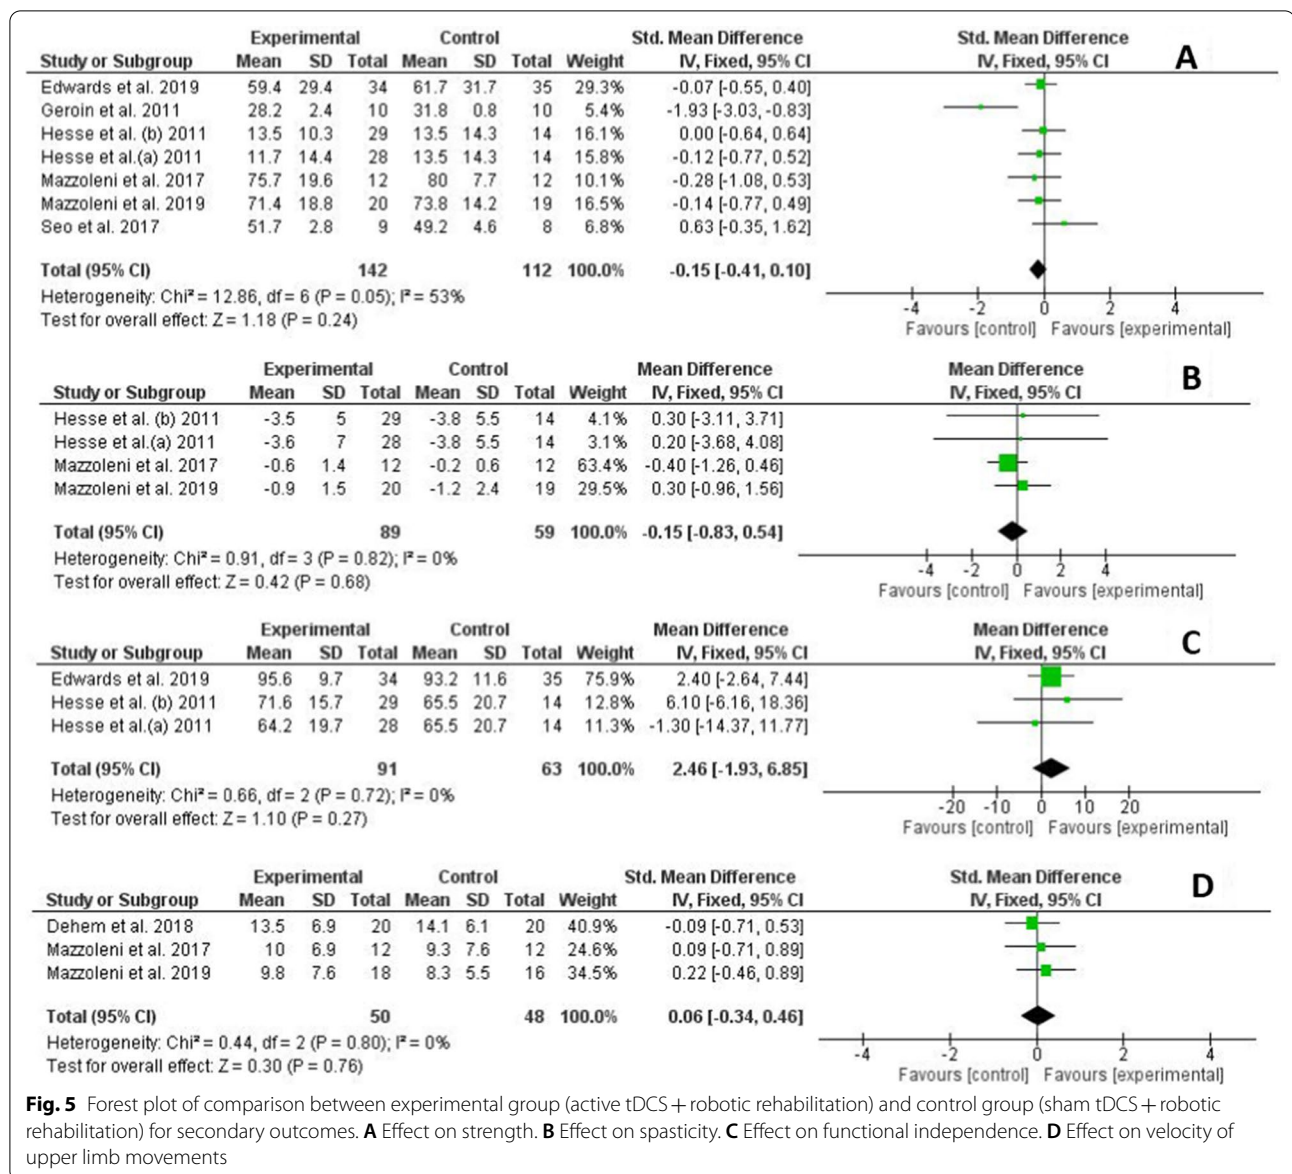 Experimental Control Std. Mean Difference Std. Mean Difference A
Study or Subgroup Mean SD Total Mean SD Total Weight IV, Fixed, 95% CI IV, Fixed, 95% CI
Edwards et al. 2019 59.4 29.4 34 61.7 31.7 35 29.3% -0.07 [-0.55, 0.40]
Geroin et al. 2011 28.2 2.4 10 31.8 0.8 10 5.4% -1.93 [-3.03, -0.83]
Hesse et al. (b) 2011 13.5 10.3 29 13.5 14.3 14 16.1% 0.00 [-0.64, 0.64]
Hesse et al.(a) 2011 11.7 14.4 28 13.5 14.3 14 15.8% -0.12 [-0.77, 0.52]
Mazzoleni et al. 2017 75.7 19.6 12 80 7.7 12 10.1% -0.28 [-1.08, 0.53]
Mazzoleni et al. 2019 71.4 18.8 20 73.8 14.2 19 16.5% -0.14 [-0.77, 0.49]
Seo et al. 2017 51.7 2.8 9 49.2 4.6 8 6.8% 0.63 [-0.35, 1.62]
Total (95% CI) 142 112 100.0% -0.15 [-0.41, 0.10]
Heterogeneity: Chi² = 12.86, df = 6 (P = 0.05); I² = 53%
Test for overall effect: Z = 1.18 (P = 0.24)
-4 -2 0 2 4
Favours [control] Favours [experimental]
Experimental Control Mean Difference Mean Difference B
Study or Subgroup Mean SD Total Mean SD Total Weight IV, Fixed, 95% CI IV, Fixed, 95% CI
Hesse et al. (b) 2011 -3.5 5 29 -3.8 5.5 14 4.1% 0.30 [-3.11, 3.71]
Hesse et al.(a) 2011 -3.6 7 28 -3.8 5.5 14 3.1% 0.20 [-3.68, 4.08]
Mazzoleni et al. 2017 -0.6 1.4 12 -0.2 0.6 12 63.4% -0.40 [-1.26, 0.46]
Mazzoleni et al. 2019 -0.9 1.5 20 -1.2 2.4 19 29.5% 0.30 [-0.96, 1.56]
Total (95% CI) 89 59 100.0% -0.15 [-0.83, 0.54]
Heterogeneity: Chi² = 0.91, df = 3 (P = 0.82); I² = 0%
Test for overall effect: Z = 0.42 (P = 0.68)
-4 -2 0 2 4
Favours [control] Favours [experimental]
Experimental Control Mean Difference Mean Difference C
Study or Subgroup Mean SD Total Mean SD Total Weight IV, Fixed, 95% CI IV, Fixed, 95% CI
Edwards et al. 2019 95.6 9.7 34 93.2 11.6 35 75.9% 2.40 [-2.64, 7.44]
Hesse et al. (b) 2011 71.6 15.7 29 65.5 20.7 14 12.8% 6.10 [-6.16, 18.36]
Hesse et al.(a) 2011 64.2 19.7 28 65.5 20.7 14 11.3% -1.30 [-14.37, 11.77]
Total (95% CI) 91 63 100.0% 2.46 [-1.93, 6.85]
Heterogeneity: Chi² = 0.66, df = 2 (P = 0.72); I² = 0%
Test for overall effect: Z = 1.10 (P = 0.27)
-20 -10 0 10 20
Favours [control] Favours [experimental]
Experimental Control Std. Mean Difference Std. Mean Difference D
Study or Subgroup Mean SD Total Mean SD Total Weight IV, Fixed, 95% CI IV, Fixed, 95% CI
Dehem et al. 2018 13.5 6.9 20 14.1 6.1 20 40.9% -0.09 [-0.71, 0.53]
Mazzoleni et al. 2017 10 6.9 12 9.3 7.6 12 24.6% 0.09 [-0.71, 0.89]
Mazzoleni et al. 2019 9.8 7.6 18 8.3 5.5 16 34.5% 0.22 [-0.46, 0.89]
Total (95% CI) 50 48 100.0% 0.06 [-0.34, 0.46]
Heterogeneity: Chi² = 0.44, df = 2 (P = 0.80); I² = 0%
Test for overall effect: Z = 0.30 (P = 0.76)
-4 -2 0 2 4
Favours [control] Favours [experimental]
Fig. 5 Forest plot of comparison between experimental group (active tDCS + robotic rehabilitation) and control group (sham tDCS + robotic
rehabilitation) for secondary outcomes. A Effect on strength. B Effect on spasticity. C Effect on functional independence. D Effect on velocity of
upper limb movements